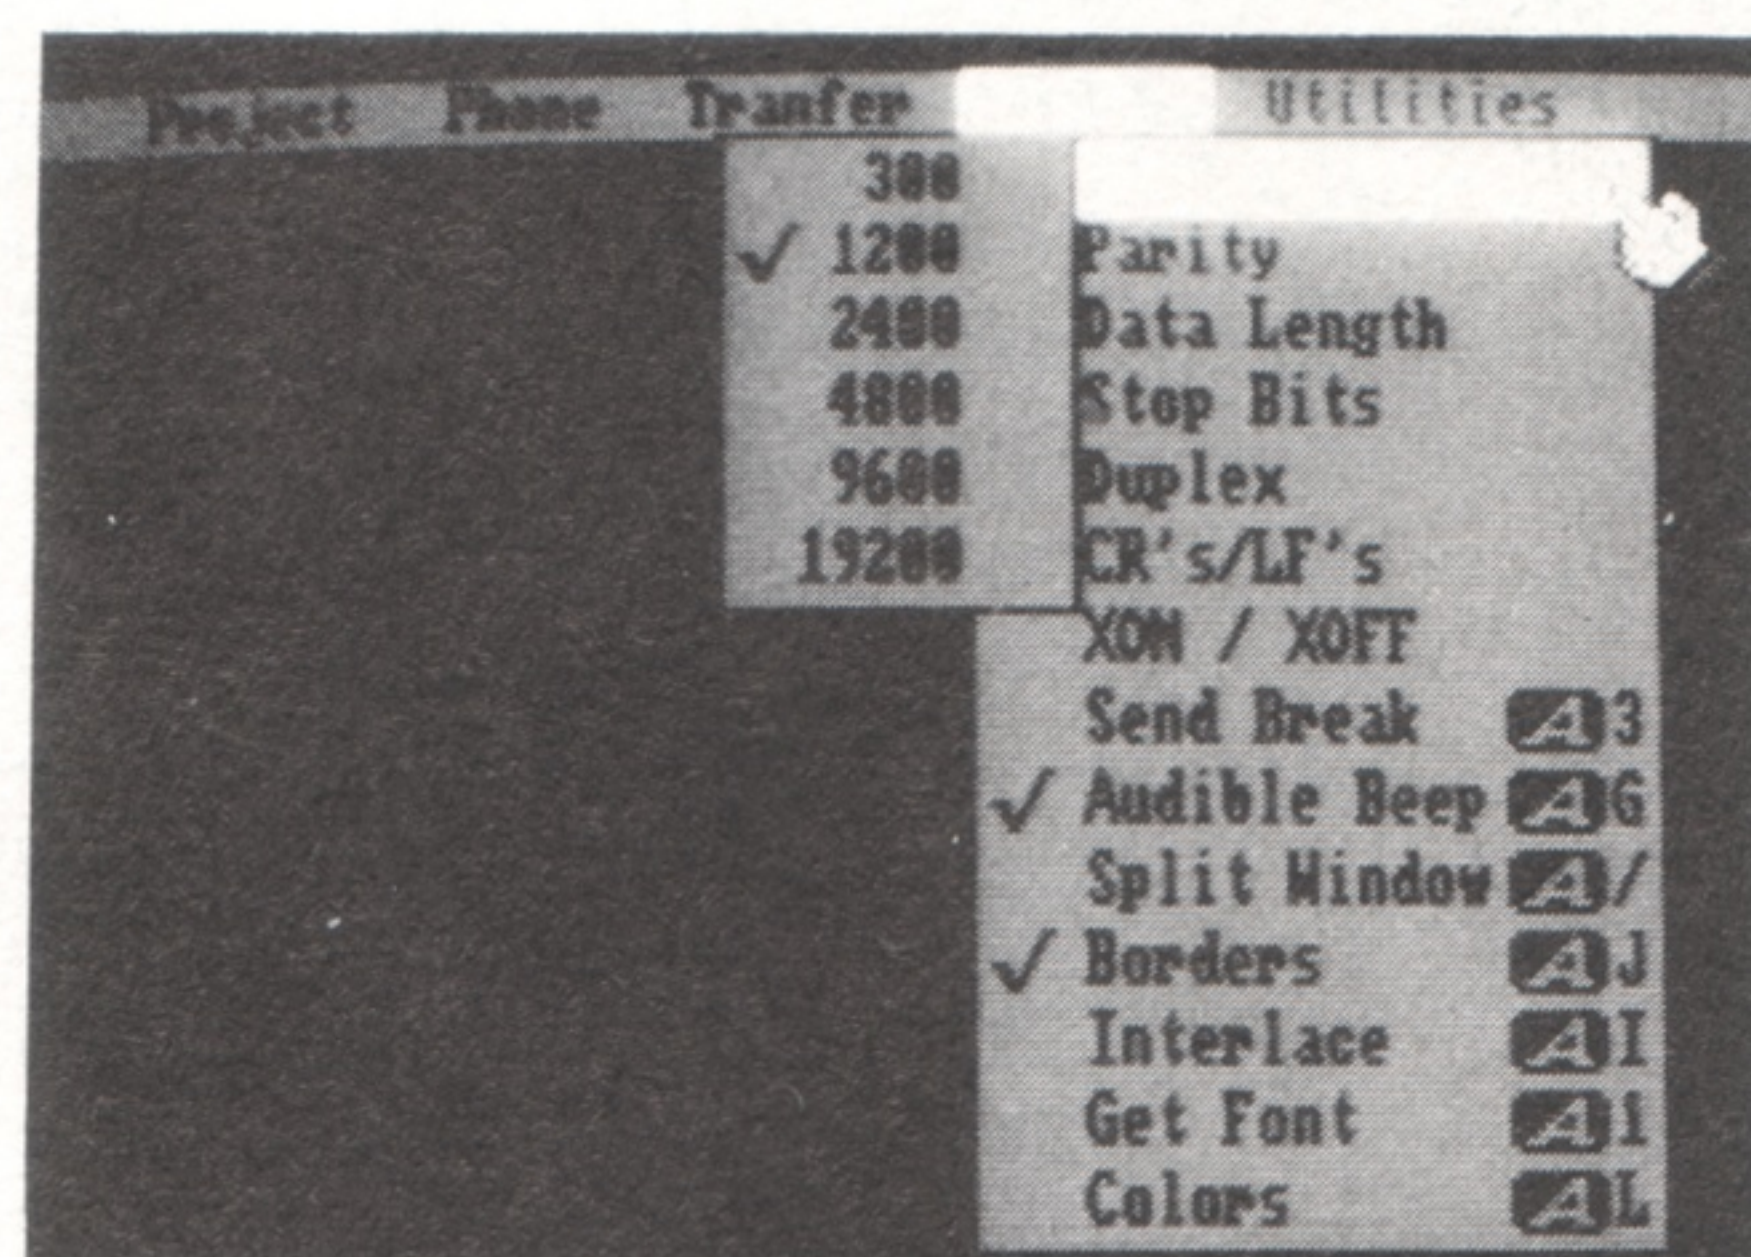 Project Phone Tranfer Utilities
300
✓ 1200
2400
4800
9600
19200
Parity
Data Length
Stop Bits
Duplex
CR's/LF's
XON / XOFF
Send Break A 3
✓ Audible Beep A G
Split Window A /
✓ Borders A J
Interlace A I
Get Font A 1
Colors A L